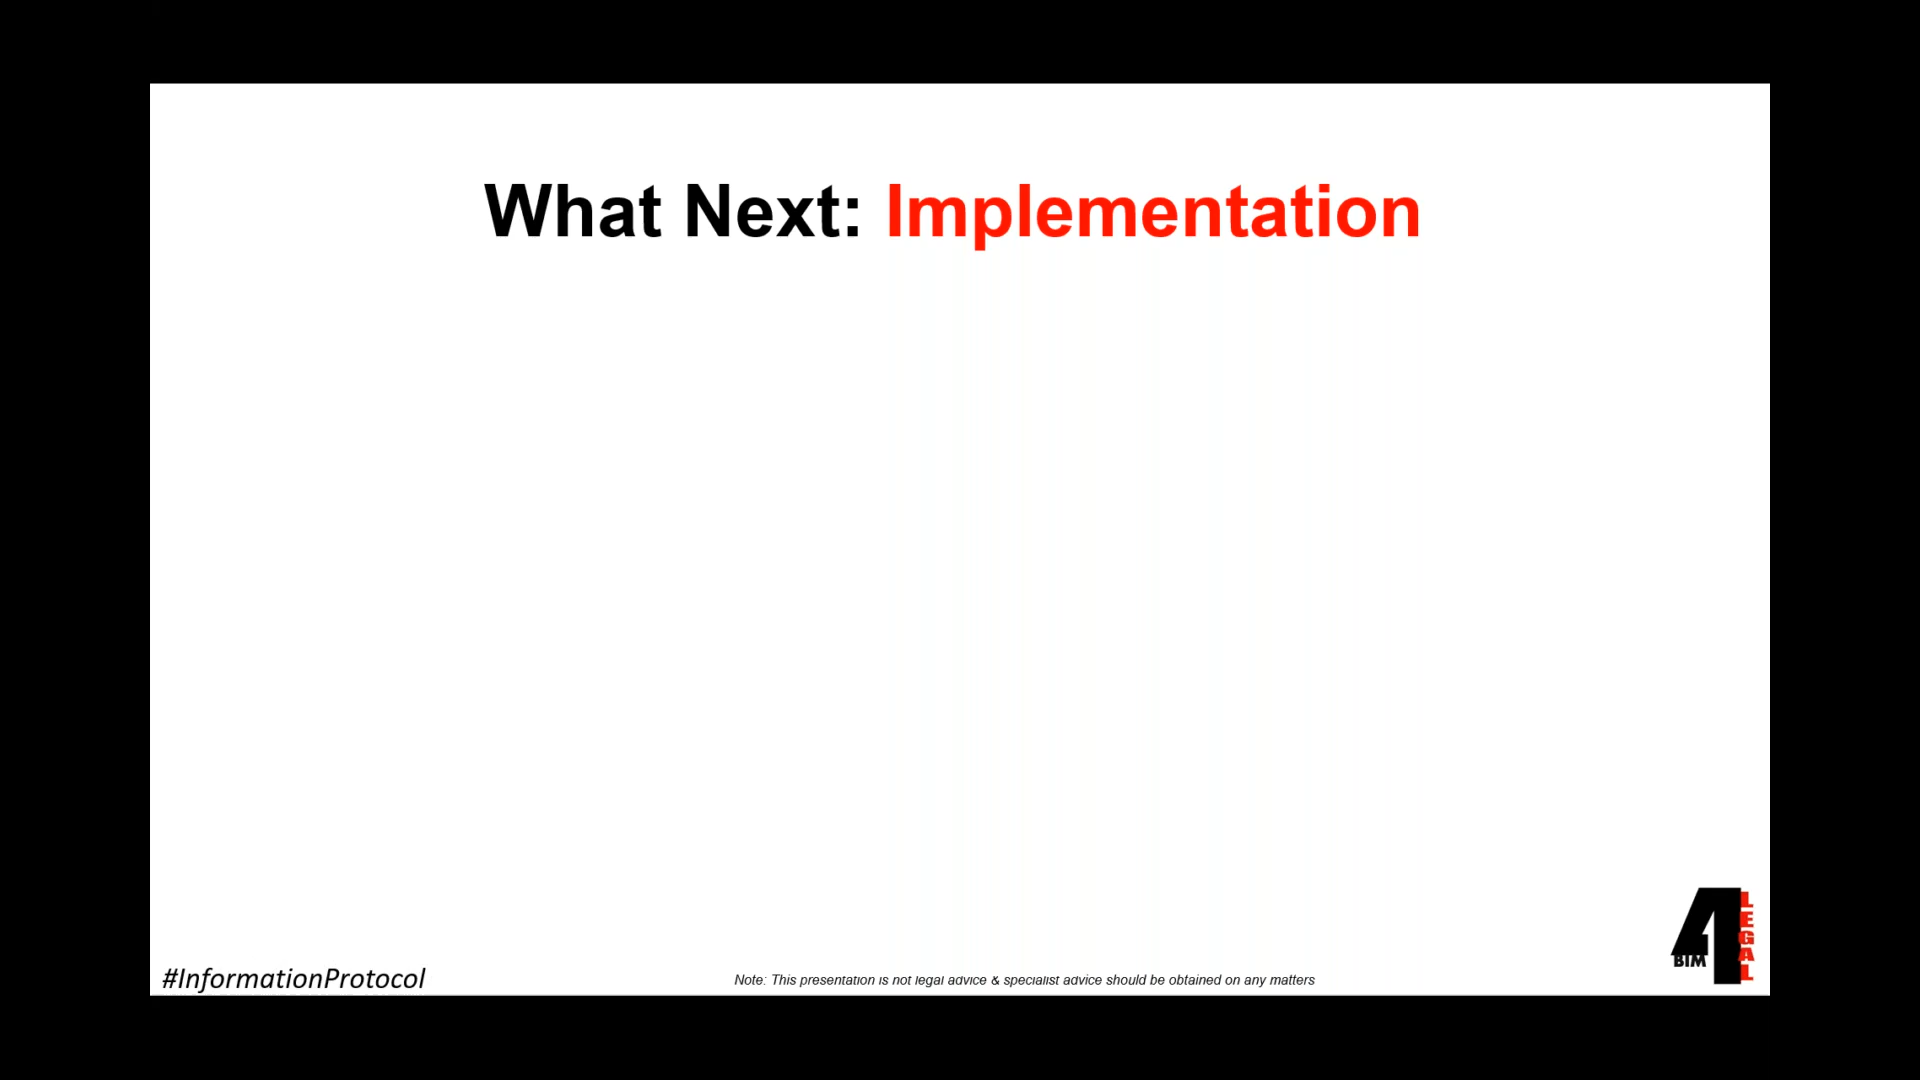 What Next: Implementation
4
BIM
LEGAL
#InformationProtocol
Note: This presentation is not legal advice & specialist advice should be obtained on any matters